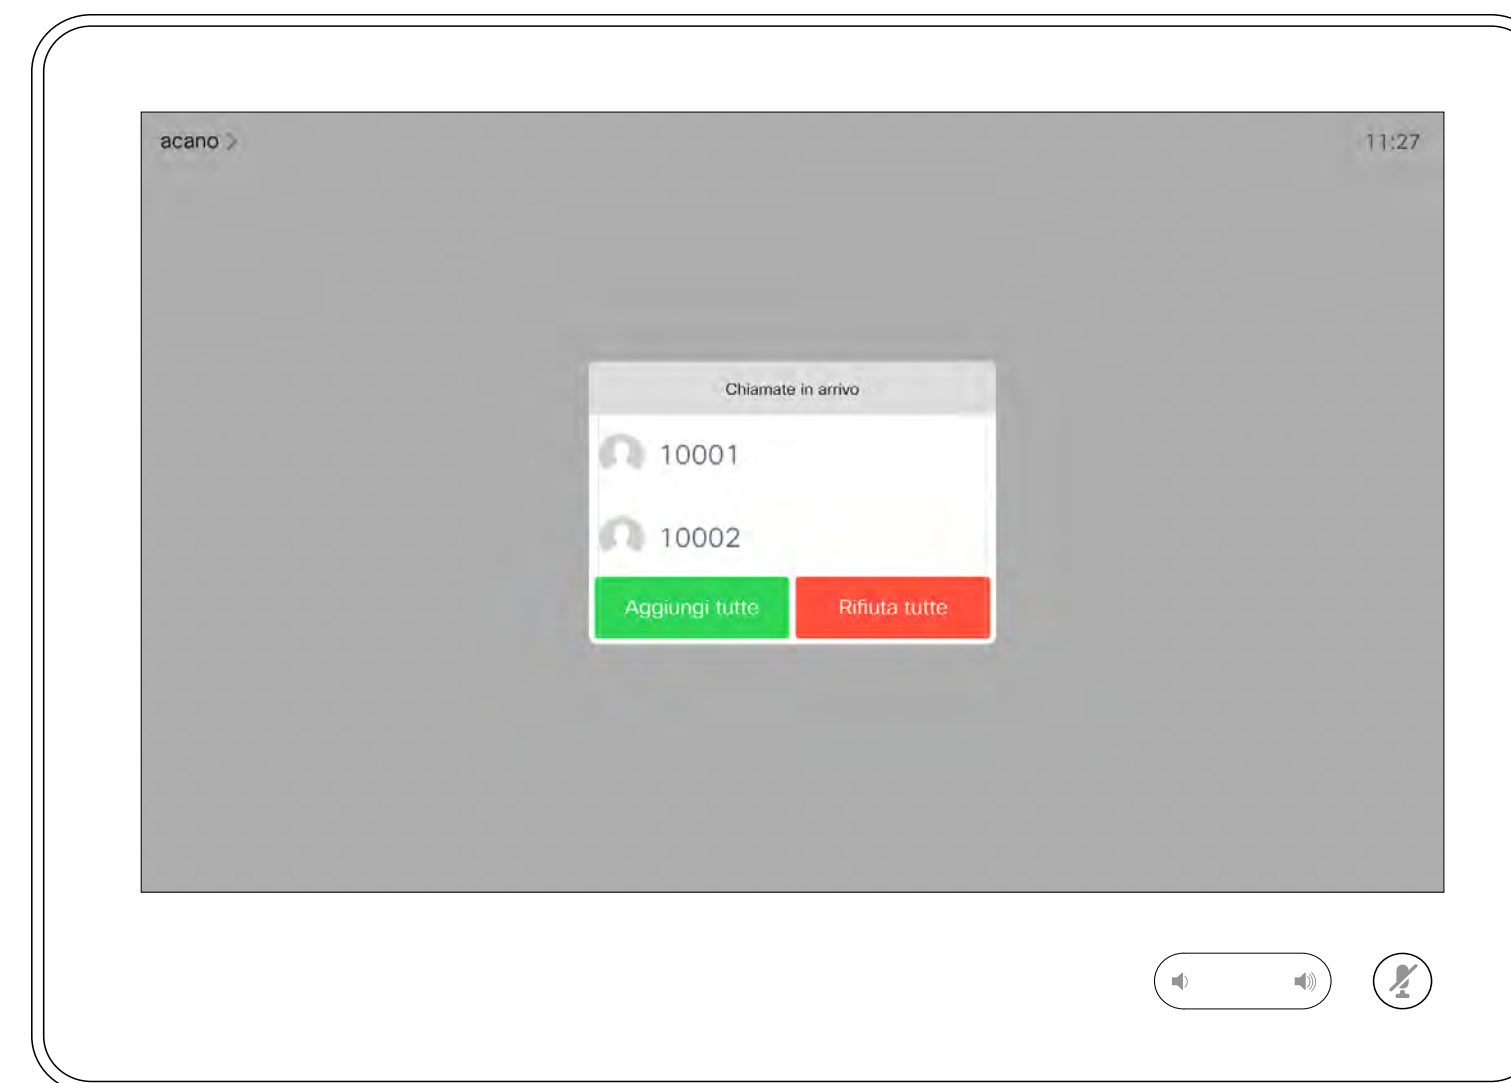 acano >
11:27
Chiamate in arrivo
10001
10002
Aggiungi tutte
Rifiuta tutte